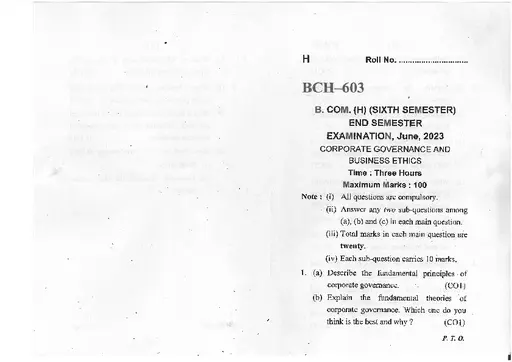 H Roll No. ..............................
BCH–603
B. COM. (H) (SIXTH SEMESTER)
END SEMESTER
EXAMINATION, June, 2023
CORPORATE GOVERNANCE AND
BUSINESS ETHICS
Time : Three Hours
Maximum Marks : 100
Note : (i) All questions are compulsory.
(ii) Answer any two sub-questions among
(a), (b) and (c) in each main question.
(iii) Total marks in each main question are
twenty.
(iv) Each sub-question carries 10 marks.
1. (a) Describe the fundamental principles of
corporate governance. (CO1)
(b) Explain the fundamental theories of
corporate governance. Which one do you
think is the best and why ? (CO1)
P. T. O.